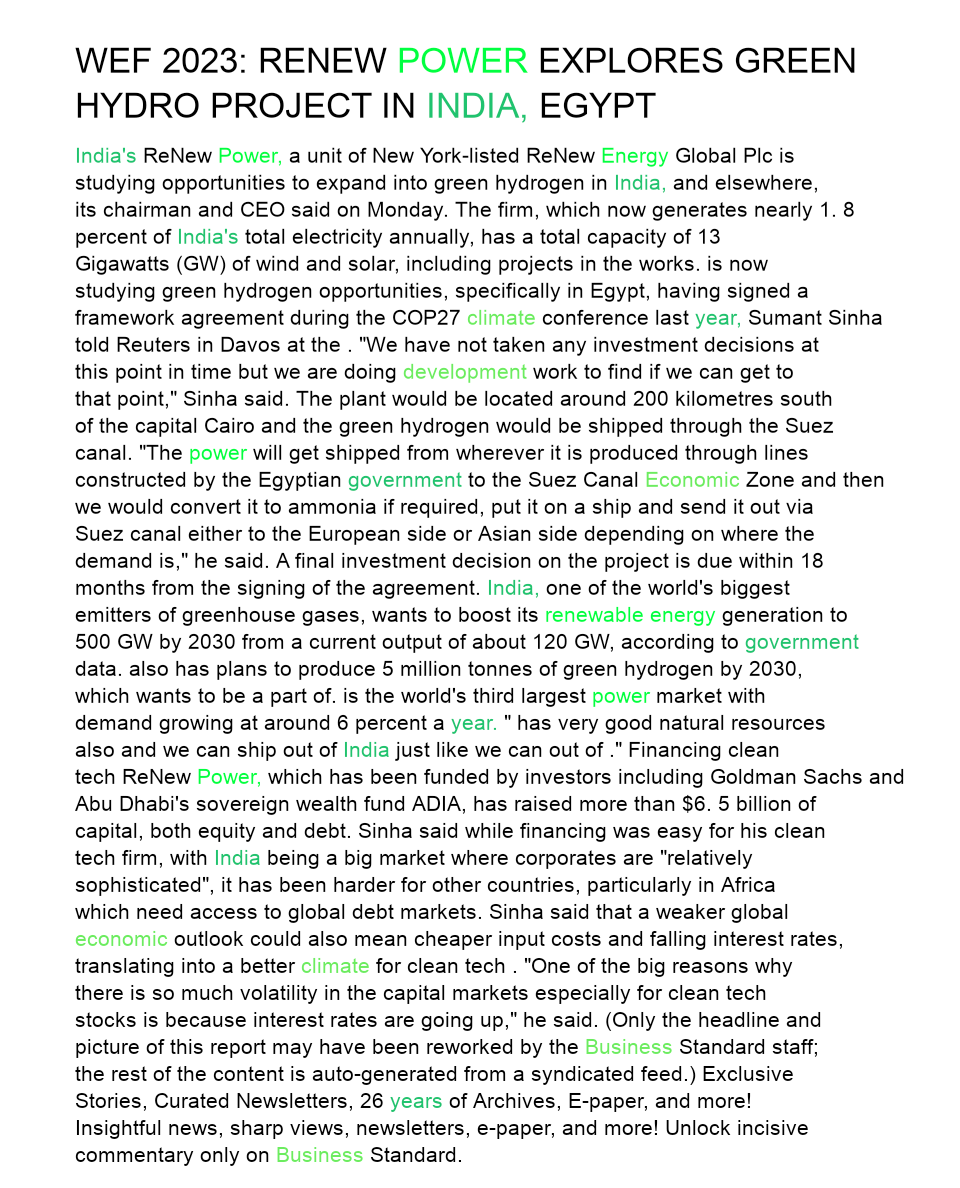 WEF 2023: RENEW POWER EXPLORES GREEN
HYDRO PROJECT IN INDIA, EGYPT
India's ReNew Power, a unit of New York-listed ReNew Energy Global Plc is
studying opportunities to expand into green hydrogen in India, and elsewhere,
its chairman and CEO said on Monday. The firm, which now generates nearly 1. 8
percent of India's total electricity annually, has a total capacity of 13
Gigawatts (GW) of wind and solar, including projects in the works. is now
studying green hydrogen opportunities, specifically in Egypt, having signed a
framework agreement during the COP27 climate conference last year, Sumant Sinha
told Reuters in Davos at the . "We have not taken any investment decisions at
this point in time but we are doing development work to find if we can get to
that point," Sinha said. The plant would be located around 200 kilometres south
of the capital Cairo and the green hydrogen would be shipped through the Suez
canal. "The power will get shipped from wherever it is produced through lines
constructed by the Egyptian government to the Suez Canal Economic Zone and then
we would convert it to ammonia if required, put it on a ship and send it out via
Suez canal either to the European side or Asian side depending on where the
demand is," he said. A final investment decision on the project is due within 18
months from the signing of the agreement. India, one of the world's biggest
emitters of greenhouse gases, wants to boost its renewable energy generation to
500 GW by 2030 from a current output of about 120 GW, according to government
data. also has plans to produce 5 million tonnes of green hydrogen by 2030,
which wants to be a part of. is the world's third largest power market with
demand growing at around 6 percent a year. " has very good natural resources
also and we can ship out of India just like we can out of ." Financing clean
tech ReNew Power, which has been funded by investors including Goldman Sachs and
Abu Dhabi's sovereign wealth fund ADIA, has raised more than $6. 5 billion of
capital, both equity and debt. Sinha said while financing was easy for his clean
tech firm, with India being a big market where corporates are "relatively
sophisticated", it has been harder for other countries, particularly in Africa
which need access to global debt markets. Sinha said that a weaker global
economic outlook could also mean cheaper input costs and falling interest rates,
translating into a better climate for clean tech . "One of the big reasons why
there is so much volatility in the capital markets especially for clean tech
stocks is because interest rates are going up," he said. (Only the headline and
picture of this report may have been reworked by the Business Standard staff;
the rest of the content is auto-generated from a syndicated feed.) Exclusive
Stories, Curated Newsletters, 26 years of Archives, E-paper, and more!
Insightful news, sharp views, newsletters, e-paper, and more! Unlock incisive
commentary only on Business Standard.